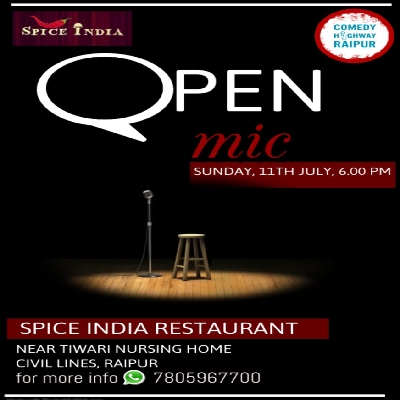 SPICE INDIA
COMEDY
HIGHWAY
RAIPUR
OPEN
mic
SUNDAY, 11TH JULY, 6.00 PM
SPICE INDIA RESTAURANT
NEAR TIWARI NURSING HOME
CIVIL LINES, RAIPUR
for more info 7805967700